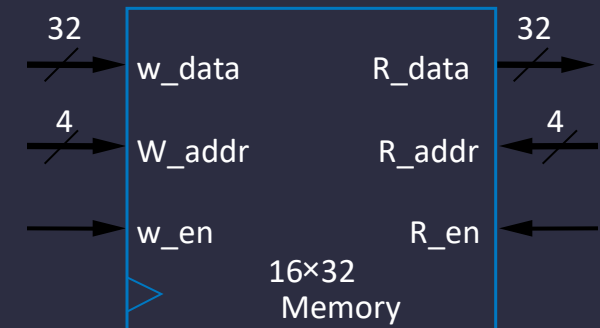 32 32
w_data R_data
4 4
W_addr R_addr
w_en R_en
16×32
Memory